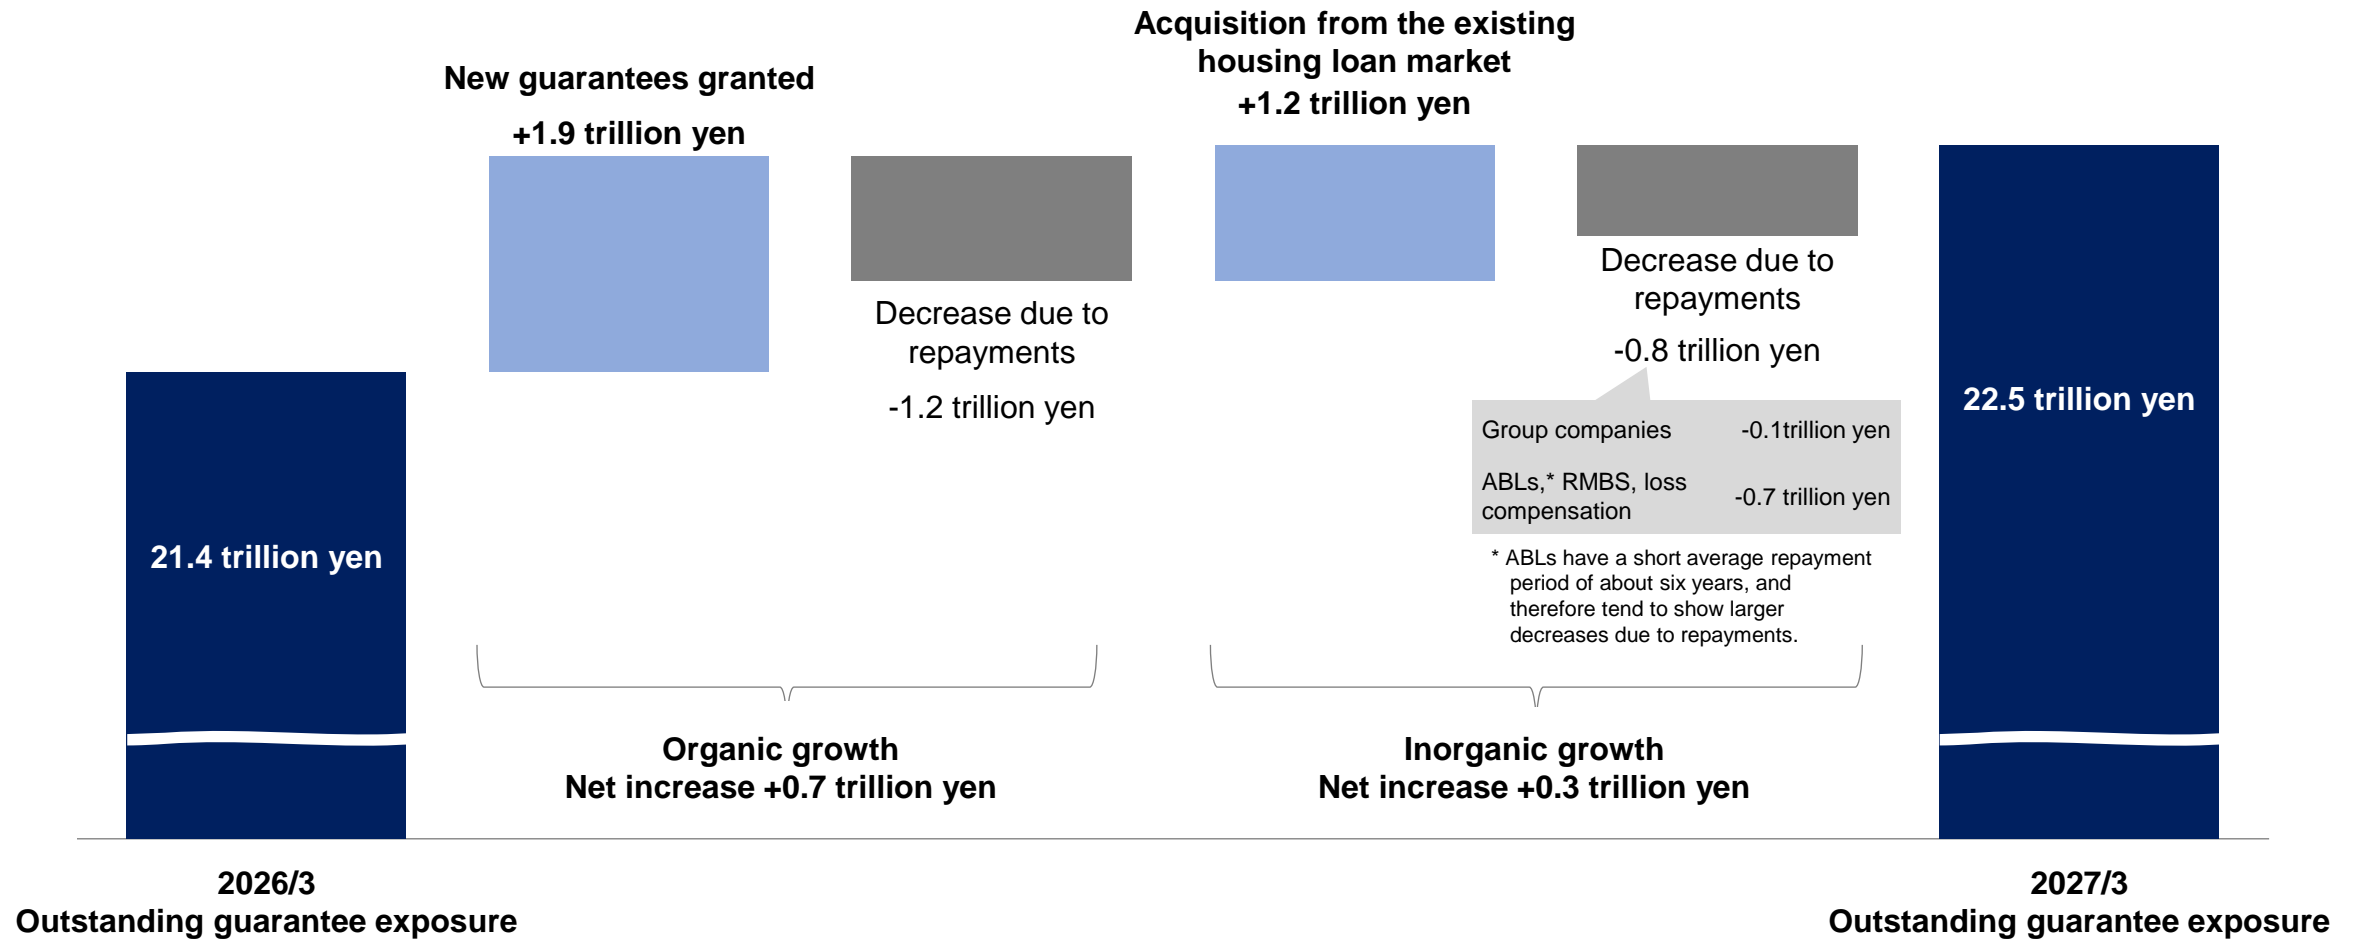 New guarantees granted
+1.9 trillion yen
Acquisition from the existing
housing loan market
+1.2 trillion yen
Decrease due to
repayments
-1.2 trillion yen
Decrease due to
repayments
-0.8 trillion yen
Group companies -0.1trillion yen
ABLs,* RMBS, loss
compensation
-0.7 trillion yen
* ABLs have a short average repayment
period of about six years, and
therefore tend to show larger
decreases due to repayments.
21.4 trillion yen
22.5 trillion yen
Organic growth
Net increase +0.7 trillion yen
Inorganic growth
Net increase +0.3 trillion yen
2026/3
Outstanding guarantee exposure
2027/3
Outstanding guarantee exposure